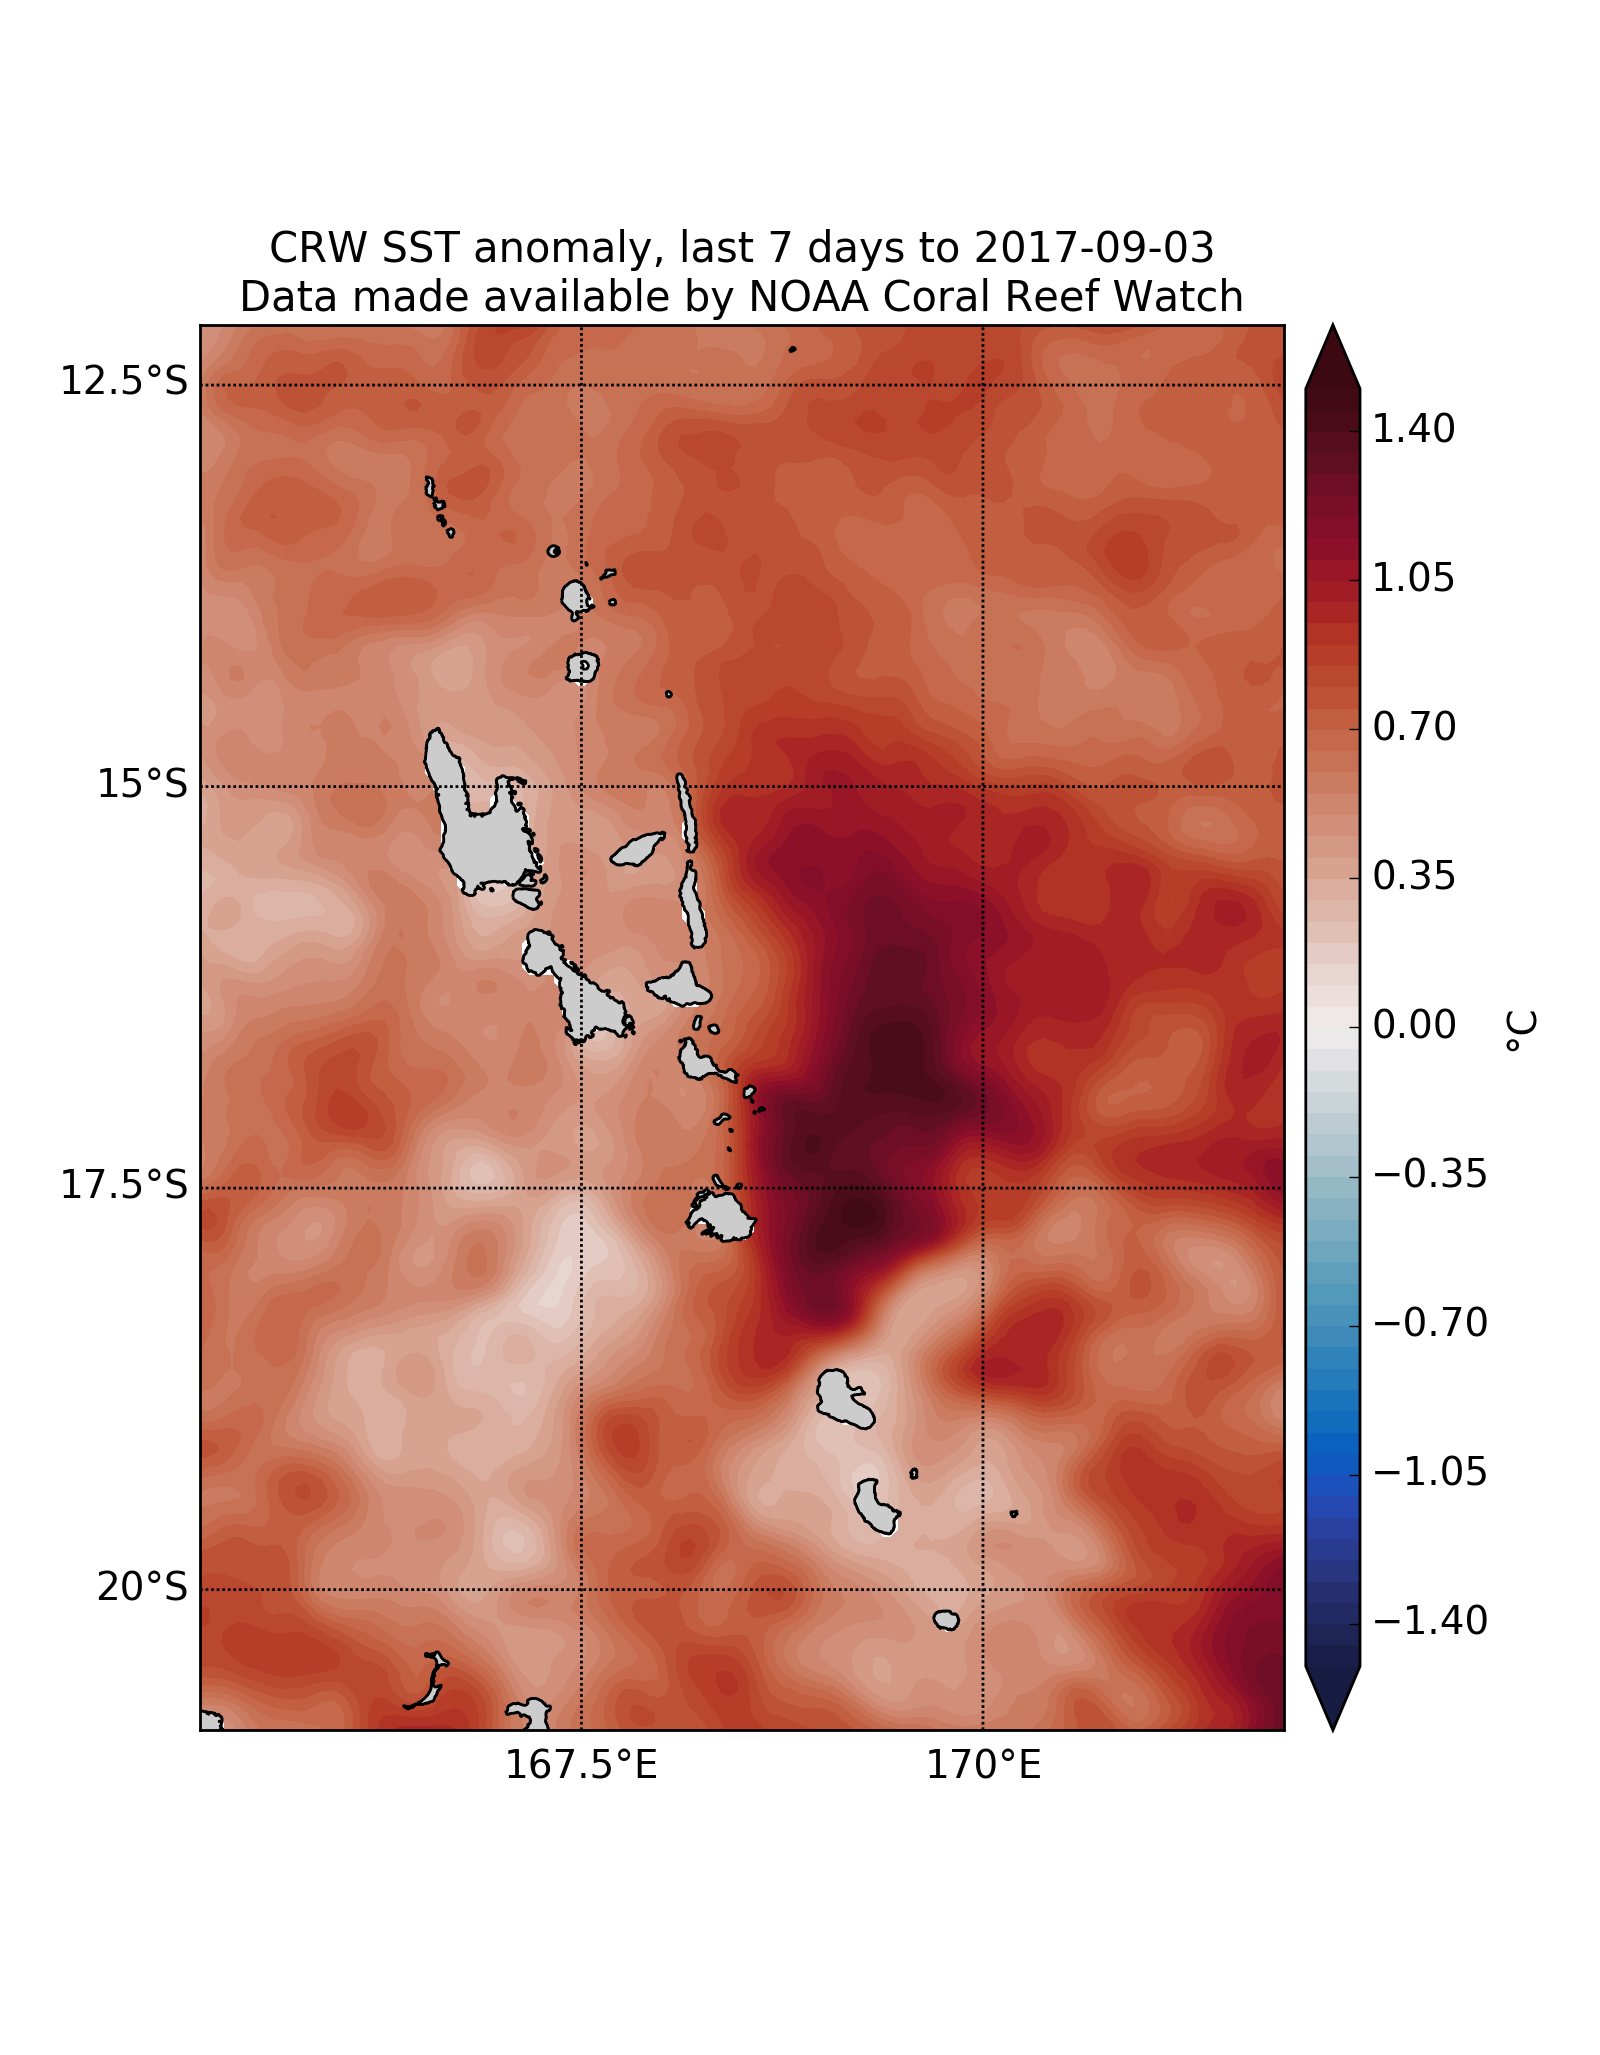 CRW SST anomaly, last 7 days to 2017-09-03
Data made available by NOAA Coral Reef Watch
12.5°S
15°S
17.5°S
20°S
167.5°E
170°E
1.40
1.05
0.70
0.35
0.00
−0.35
−0.70
−1.05
−1.40
°C